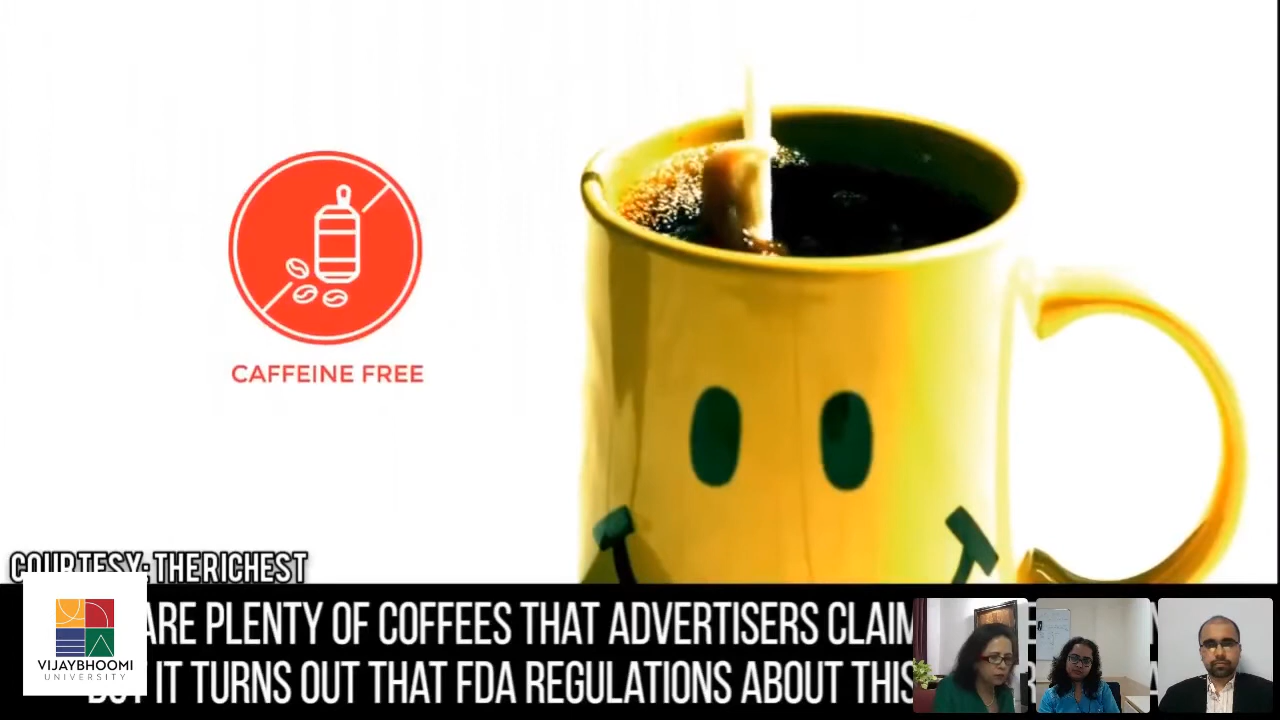 CAFFEINE FREE
COURTESY: THERICHEST
ARE PLENTY OF COFFEES THAT ADVERTISERS CLAIM
IT TURNS OUT THAT FDA REGULATIONS ABOUT THIS
VIJAYBHOOMI
UNIVERSITY